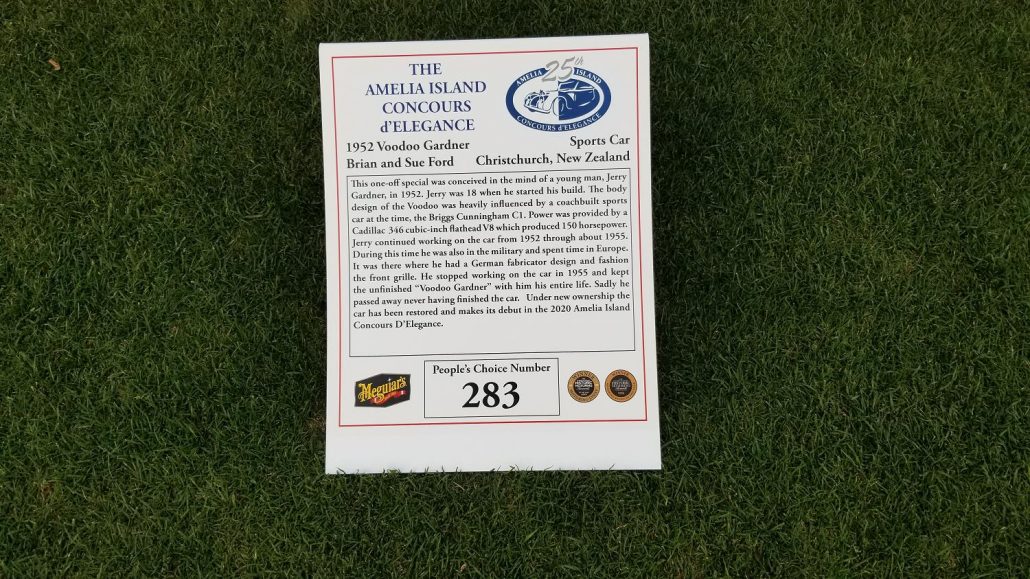 THE
AMELIA ISLAND
CONCOURS
d'ELEGANCE
AMELIA ISLAND
25th
CONCOURS d'ELEGANCE
1952 Voodoo Gardner
Sports Car
Brian and Sue Ford
Christchurch, New Zealand
This one-off special was conceived in the mind of a young man, Jerry
Gardner, in 1952. Jerry was 18 when he started his build. The body
design of the Voodoo was heavily influenced by a coachbuilt sports
car at the time, the Briggs Cunningham C1. Power was provided by a
Cadillac 346 cubic-inch flathead V8 which produced 150 horsepower.
Jerry continued working on the car from 1952 through about 1955.
During this time he was also in the military and spent time in Europe.
It was there where he had a German fabricator design and fashion
the front grille. He stopped working on the car in 1955 and kept
the unfinished “Voodoo Gardner” with him his entire life. Sadly he
passed away never having finished the car. Under new ownership the
car has been restored and makes its debut in the 2020 Amelia Island
Concours D'Elegance.
Meguiar's
People's Choice Number
283